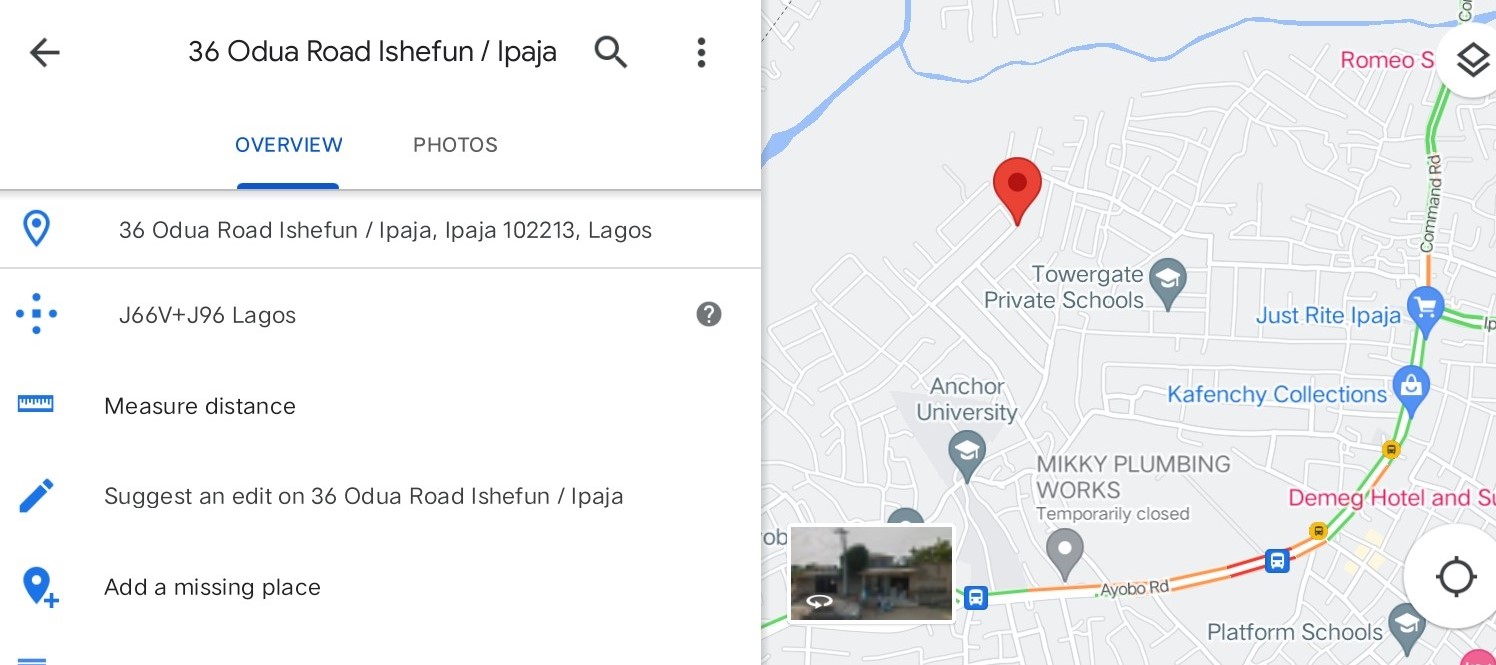 36 Odua Road Ishefun / Ipaja
OVERVIEW
PHOTOS
36 Odua Road Ishefun / Ipaja, Ipaja 102213, Lagos
J66V+J96 Lagos
Measure distance
Suggest an edit on 36 Odua Road Ishefun / Ipaja
Add a missing place
Romeo S
Command Rd
Towergate
Private Schools
Just Rite Ipaja
Ip
Anchor
University
Kafenchy Collections
MIKKY PLUMBING
WORKS
Temporarily closed
Demeg Hotel and Su
ob
Ayobo Rd
Platform Schools